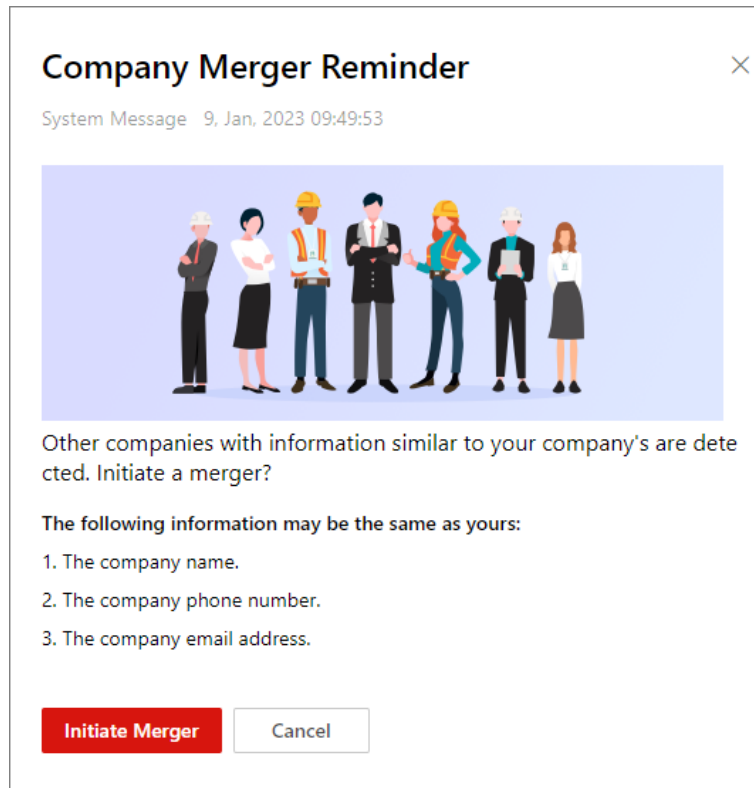 Company Merger Reminder
System Message 9, Jan, 2023 09:49:53
Other companies with information similar to your company's are dete
cted. Initiate a merger?
The following information may be the same as yours:
1. The company name.
2. The company phone number.
3. The company email address.
Initiate Merger
Cancel